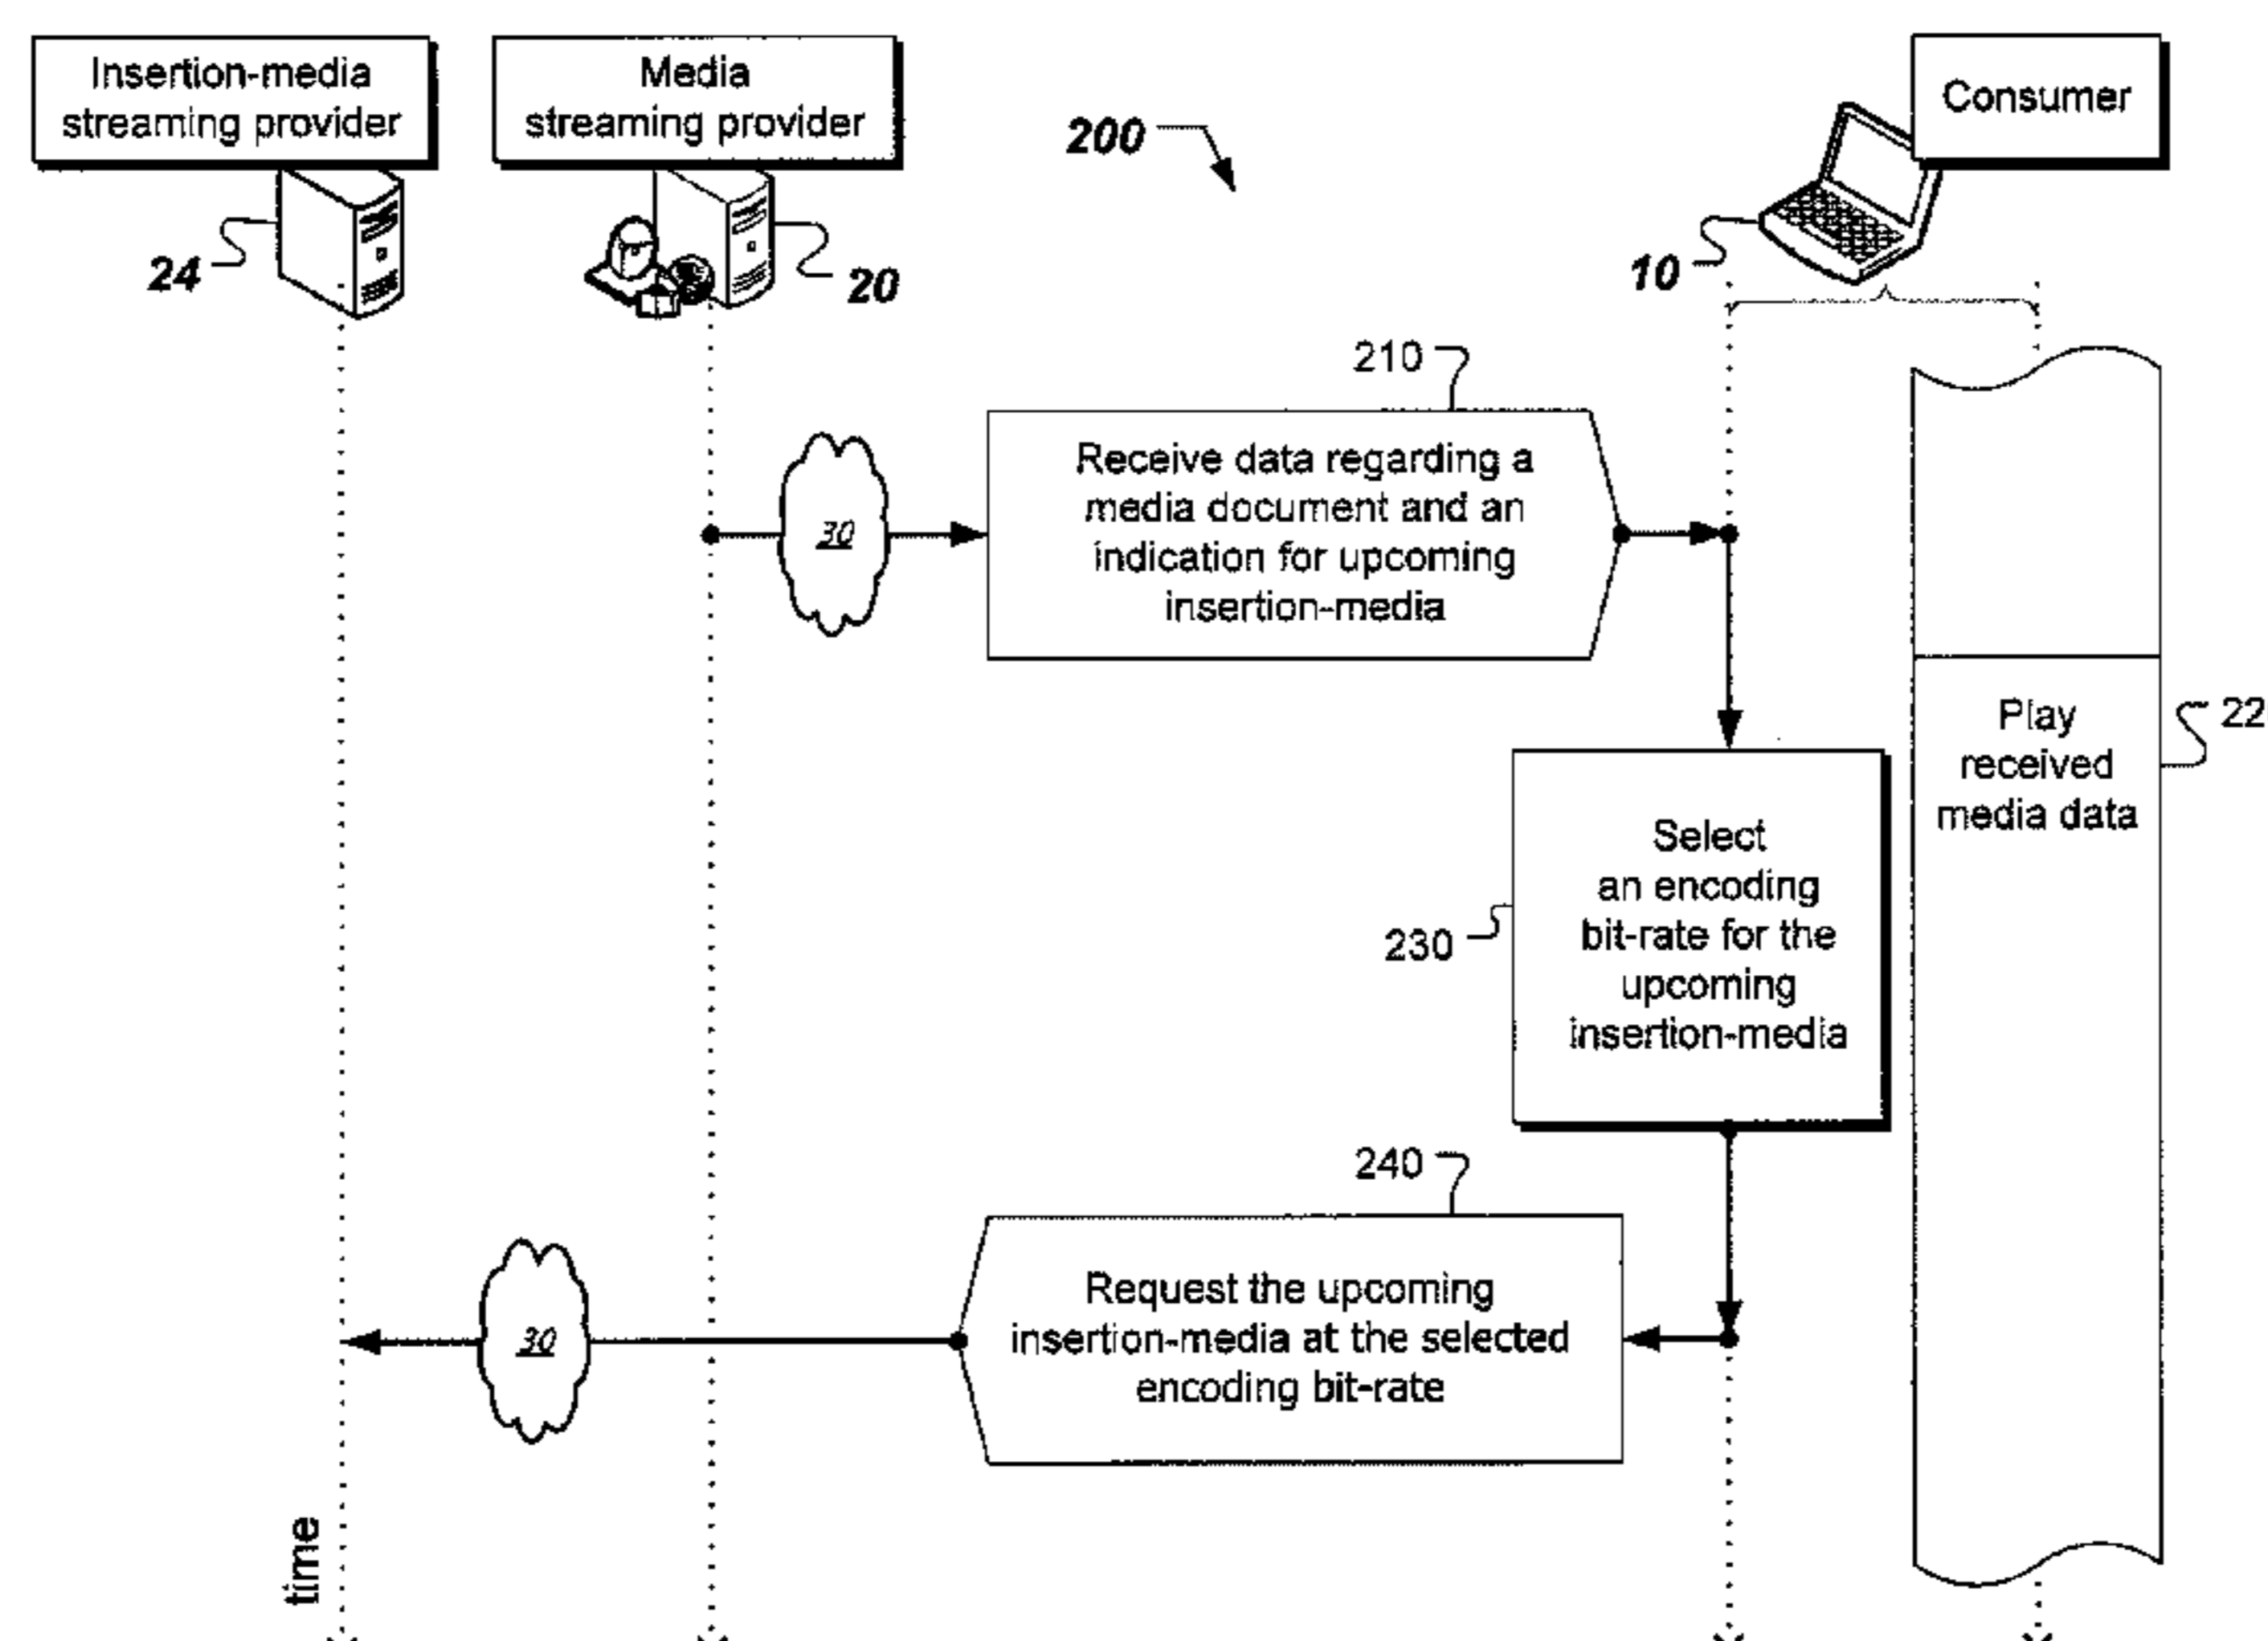 Insertion-media
streaming provider
Media
streaming provider
Consumer
200
24
20
10
210
Receive data regarding a
media document and an
indication for upcoming
insertion-media
30
Play
received
media data
22
Select
an encoding
bit-rate for the
upcoming
insertion-media
230
240
Request the upcoming
insertion-media at the selected
encoding bit-rate
30
time